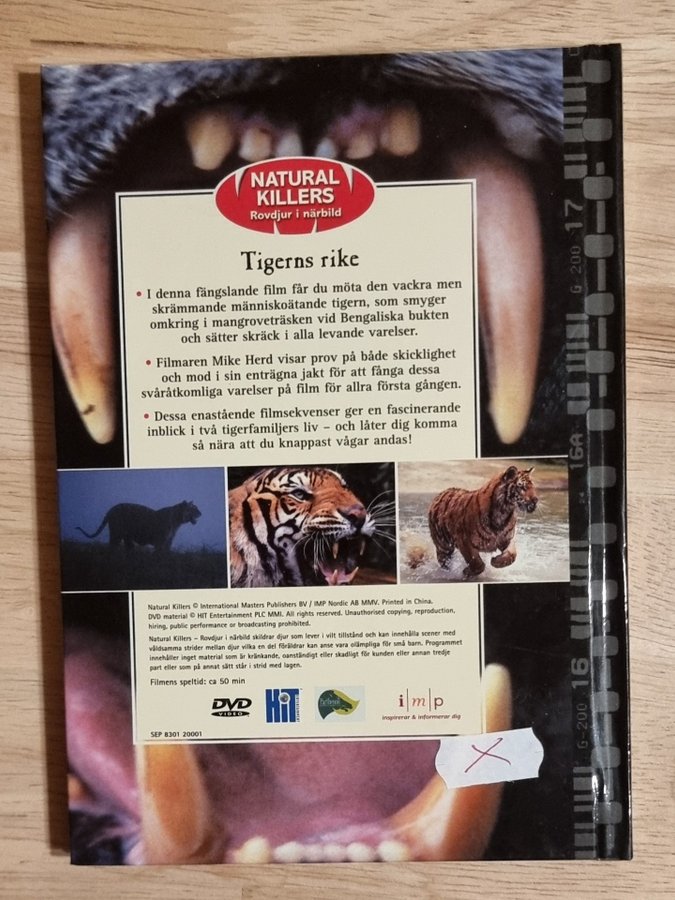 NATURAL
KILLERS
Rovdjur i närbild
Tigerns rike
• I denna fängslande film får du möta den vackra men
skrämmande människoätande tigern, som smyger
omkring i mangroveträsken vid Bengaliska bukten
och sätter skräck i alla levande varelser.
• Filmaren Mike Herd visar prov på både skicklighet
och mod i sin enträgna jakt för att fånga dessa
svåråtkomliga varelser på film för allra första gången.
• Dessa enastående filmsekvenser ger en fascinerande
inblick i två tigerfamiljers liv – och låter dig komma
så nära att du knappast vågar andas!
Natural Killers © International Masters Publishers BV / IMP Nordic AB MMV. Printed in China.
DVD material © HIT Entertainment PLC MMI. All rights reserved. Unauthorised copying, reproduction,
hiring, public performance or broadcasting prohibited.
Natural Killers – Rovdjur i närbild skildrar djur som lever i vilt tillstånd och kan innehålla scener med
våldsamma strider mellan djur vilka en del föräldrar kan anse vara olämpliga för små barn. Programmet
innehåller inget material som är kränkande, oanständigt eller skadligt för kunden eller annan tredje
part eller som på annat sätt står i strid med lagen.
Filmens speltid: ca 50 min
DVD
VIDEO
HiT
i m p
inspirerar & informerar dig
SEP 8301 20001
X
G-200 17
16A
24
G-200 16